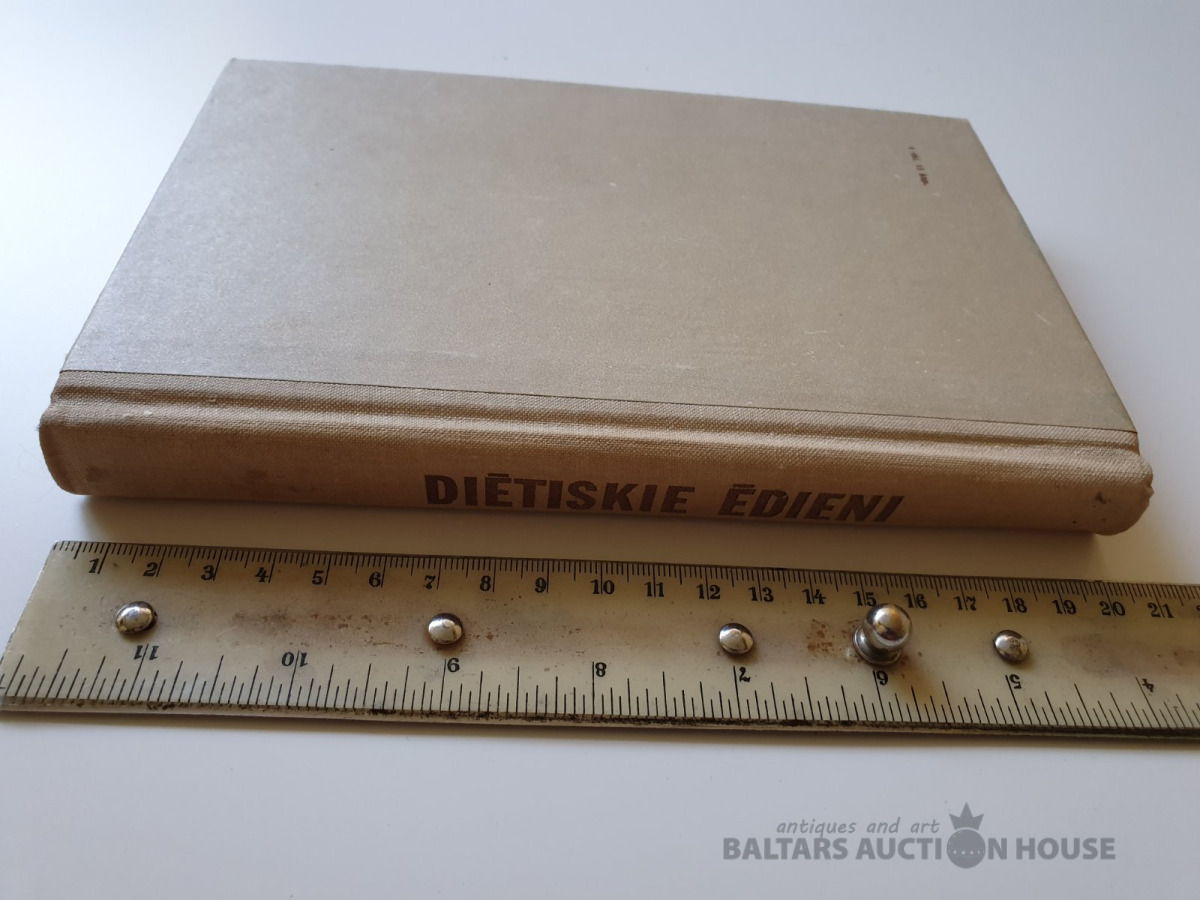 DIĒTISKIE ĒDIENI
1 2 3 4 5 6 7 8 9 10 11 12 13 14 15 16 17 18 19 20 21
11 10 9 8 7 6 5 4
antiques and art
BALTARS AUCTION HOUSE